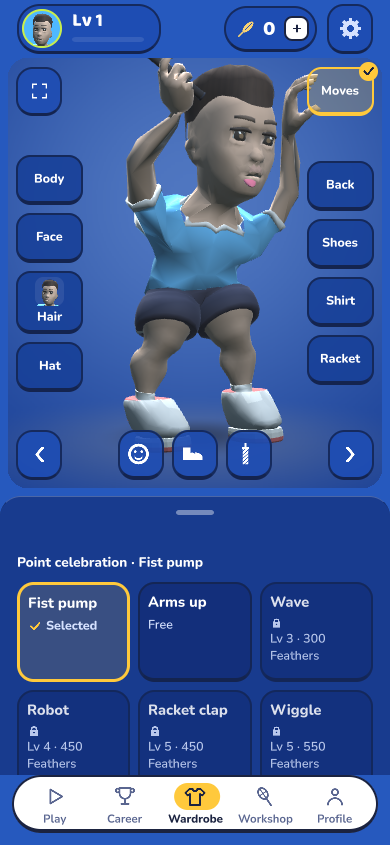 Lv 1
0
+
Moves
Body
Back
Face
Shoes
Hair
Shirt
Hat
Racket
Point celebration · Fist pump
Fist pump
Selected
Arms up
Free
Wave
Lv 3 · 300
Feathers
Robot
Lv 4 · 450
Feathers
Racket clap
Lv 5 · 450
Feathers
Wiggle
Lv 5 · 550
Feathers
Play
Career
Wardrobe
Workshop
Profile